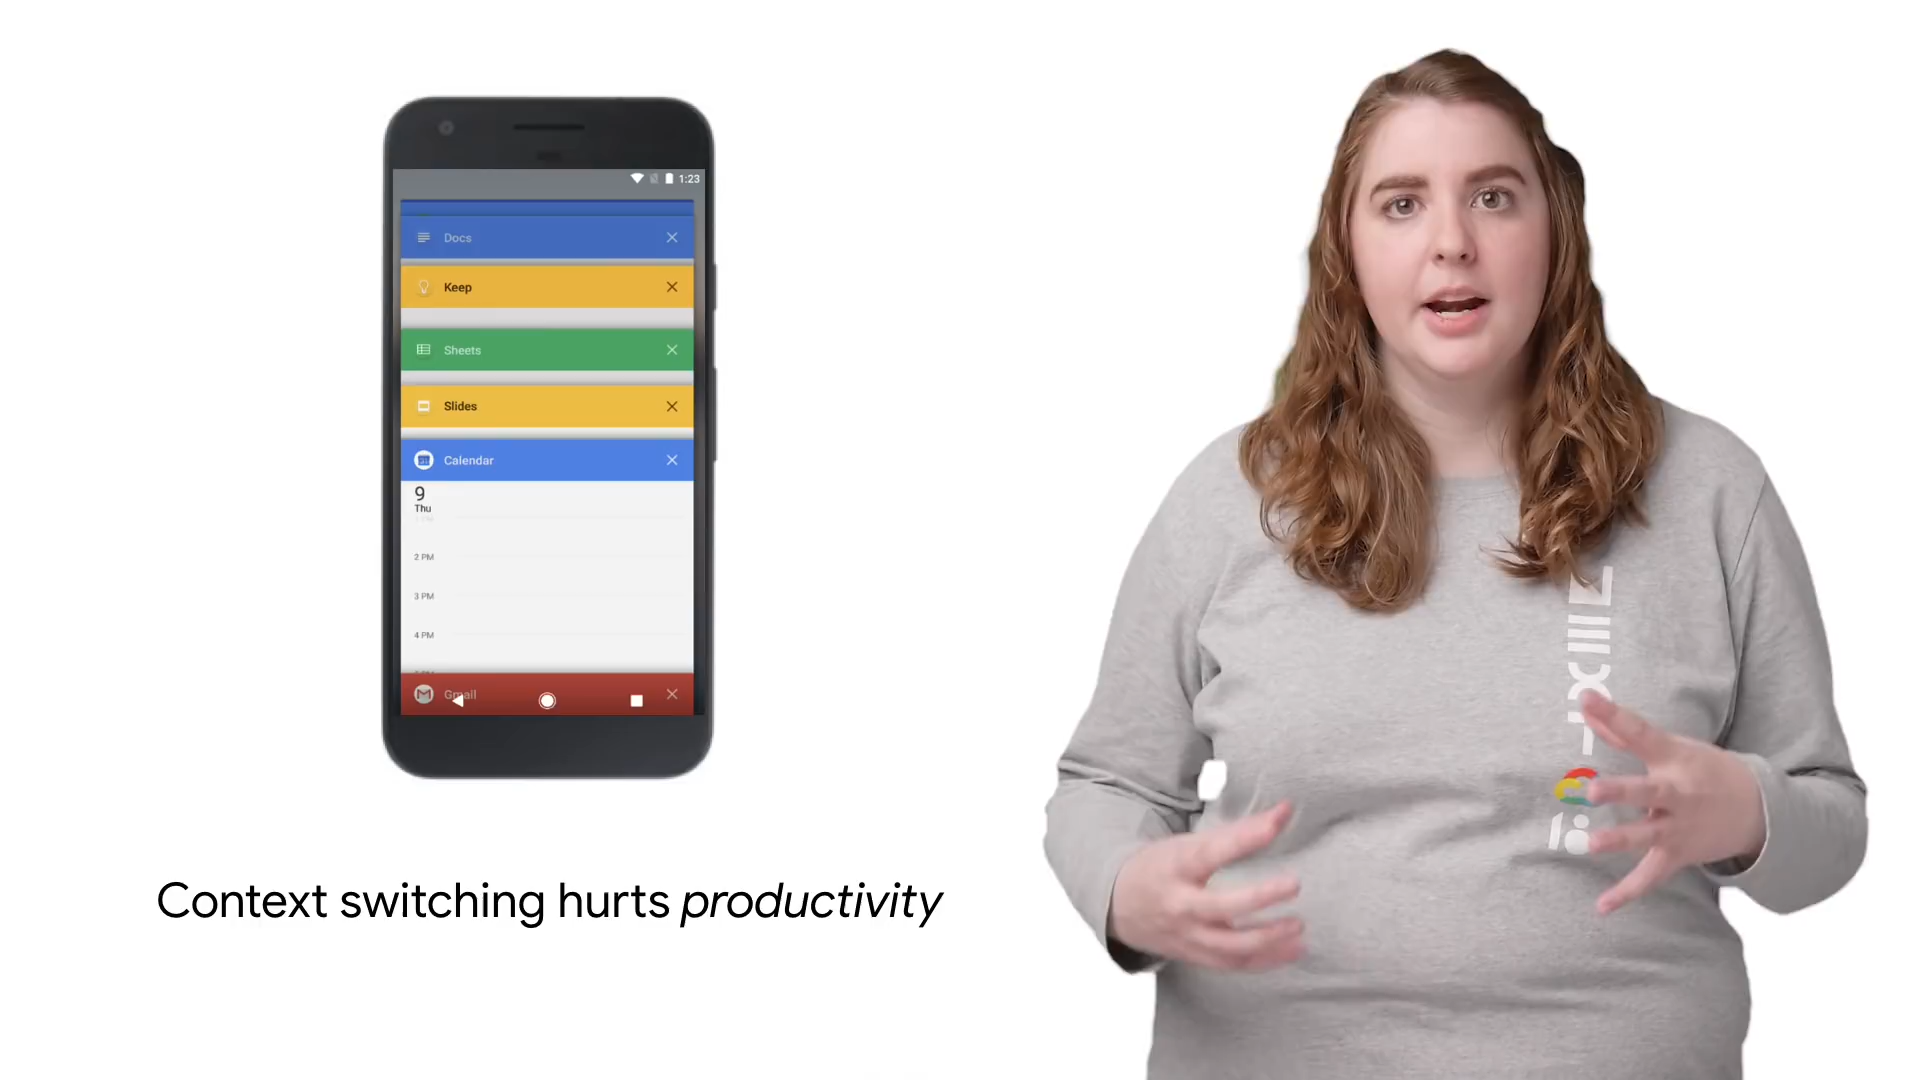 1:23
Docs
Keep
Sheets
Slides
Calendar
9
Thu
2 PM
3 PM
4 PM
Gmail
Context switching hurts productivity